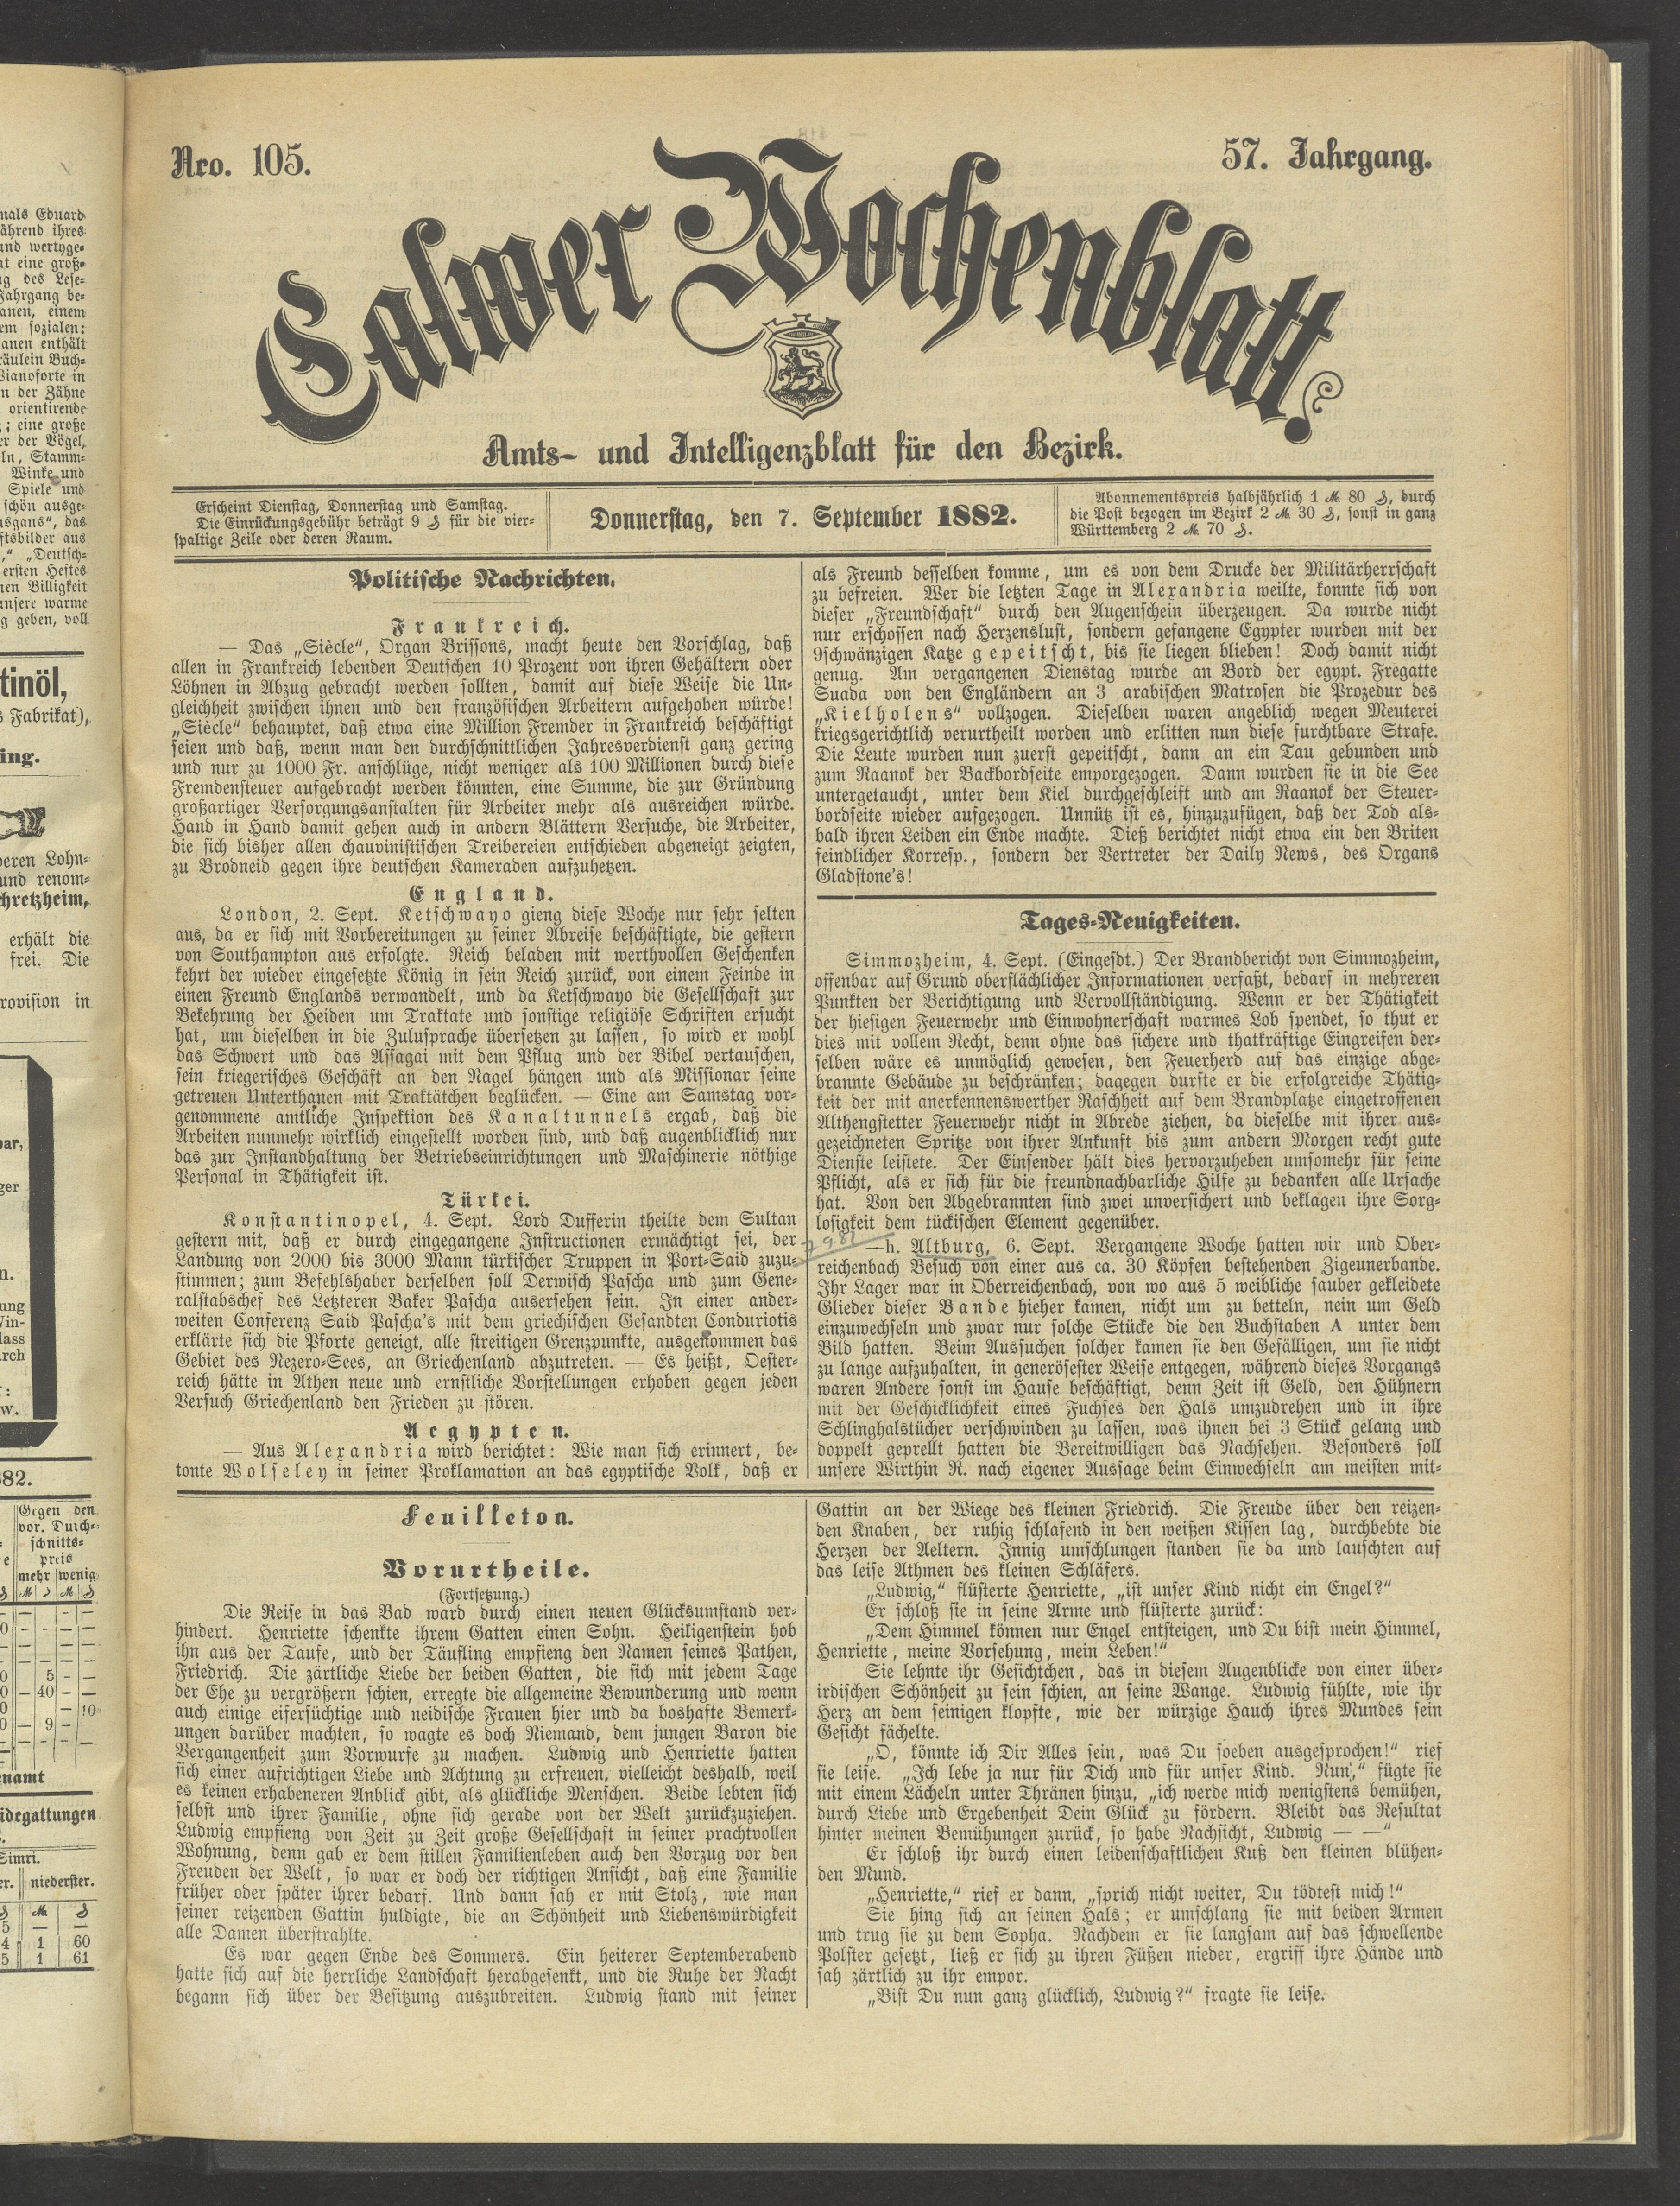 Nro. 105.
57. Jahrgang.
Calwer Wochenblatt
Amts- und Intelligenzblatt für den Bezirk.
Erscheint Dienstag, Donnerstag und Samstag.
Die Einrückungsgebühr beträgt 9 ₰ für die vier-
spaltige Zeile oder deren Raum.
Donnerstag, den 7. September 1882.
Abonnementspreis halbjährlich 1 ℳ 80 ₰, durch
die Post bezogen im Bezirk 2 ℳ 30 ₰, sonst in ganz
Württemberg 2 ℳ 70 ₰.
Politische Nachrichten.
Frankreich.
— Das „Siècle“, Organ Brissons, macht heute den Vorschlag, daß
allen in Frankreich lebenden Deutschen 10 Prozent von ihren Gehältern oder
Löhnen in Abzug gebracht werden sollten, damit auf diese Weise die Un-
gleichheit zwischen ihnen und den französischen Arbeitern aufgehoben würde!
„Siècle“ behauptet, daß etwa eine Million Fremder in Frankreich beschäftigt
seien und daß, wenn man den durchschnittlichen Jahresverdienst ganz gering
und nur zu 1000 Fr. anschlüge, nicht weniger als 100 Millionen durch diese
Fremdensteuer aufgebracht werden könnten, eine Summe, die zur Gründung
großartiger Versorgungsanstalten für Arbeiter mehr als ausreichen würde.
Hand in Hand damit gehen auch in andern Blättern Versuche, die Arbeiter,
die sich bisher allen chauvinistischen Treibereien entschieden abgeneigt zeigten,
zu Brodneid gegen ihre deutschen Kameraden aufzuhetzen.
England.
London, 2. Sept. Ketschwayo gieng diese Woche nur sehr selten
aus, da er sich mit Vorbereitungen zu seiner Abreise beschäftigte, die gestern
von Southampton aus erfolgte. Reich beladen mit werthvollen Geschenken
kehrt der wieder eingesetzte König in sein Reich zurück, von einem Feinde in
einen Freund Englands verwandelt, und da Ketschwayo die Gesellschaft zur
Bekehrung der Heiden um Traktate und sonstige religiöse Schriften ersucht
hat, um dieselben in die Zulusprache übersetzen zu lassen, so wird er wohl
das Schwert und das Assagai mit dem Pflug und der Bibel vertauschen,
sein kriegerisches Geschäft an den Nagel hängen und als Missionar seine
getreuen Unterthanen mit Traktätchen beglücken. — Eine am Samstag vor-
genommene amtliche Inspektion des Kanaltunnels ergab, daß die
Arbeiten nunmehr wirklich eingestellt worden sind, und daß augenblicklich nur
das zur Instandhaltung der Betriebseinrichtungen und Maschinerie nöthige
Personal in Thätigkeit ist.
Türkei.
Konstantinopel, 4. Sept. Lord Dufferin theilte dem Sultan
gestern mit, daß er durch eingegangene Instructionen ermächtigt sei, der
Landung von 2000 bis 3000 Mann türkischer Truppen in Port-Said zuzu-
stimmen; zum Befehlshaber derselben soll Derwisch Pascha und zum Gene-
ralstabschef des Letzteren Baker Pascha ausersehen sein. In einer ander-
weiten Conferenz Said Pascha's mit dem griechischen Gesandten Conduriotis
erklärte sich die Pforte geneigt, alle streitigen Grenzpunkte, ausgenommen das
Gebiet des Nezero-Sees, an Griechenland abzutreten. — Es heißt, Oester-
reich hätte in Athen neue und ernstliche Vorstellungen erhoben gegen jeden
Versuch Griechenland den Frieden zu stören.
Aegypten.
— Aus Alexandria wird berichtet: Wie man sich erinnert, be-
tonte Wolseley in seiner Proklamation an das egyptische Volk, daß er
als Freund desselben komme, um es von dem Drucke der Militärherrschaft
zu befreien. Wer die letzten Tage in Alexandria weilte, konnte sich von
dieser „Freundschaft“ durch den Augenschein überzeugen. Da wurde nicht
nur erschossen nach Herzenslust, sondern gefangene Egypter wurden mit der
9schwänzigen Katze gepeitscht, bis sie liegen blieben! Doch damit nicht
genug. Am vergangenen Dienstag wurde an Bord der egypt. Fregatte
Suada von den Engländern an 3 arabischen Matrosen die Prozedur des
„Kielholens“ vollzogen. Dieselben waren angeblich wegen Meuterei
kriegsgerichtlich verurtheilt worden und erlitten nun diese furchtbare Strafe.
Die Leute wurden nun zuerst gepeitscht, dann an ein Tau gebunden und
zum Raanok der Backbordseite emporgezogen. Dann wurden sie in die See
untergetaucht, unter dem Kiel durchgeschleift und am Raanok der Steuer-
bordseite wieder aufgezogen. Unnütz ist es, hinzuzufügen, daß der Tod als-
bald ihren Leiden ein Ende machte. Dieß berichtet nicht etwa ein den Briten
feindlicher Korresp., sondern der Vertreter der Daily News, des Organs
Gladstone's!
Tages-Neuigkeiten.
Simmozheim, 4. Sept. (Eingesdt.) Der Brandbericht von Simmozheim,
offenbar auf Grund oberflächlicher Informationen verfaßt, bedarf in mehreren
Punkten der Berichtigung und Vervollständigung. Wenn er der Thätigkeit
der hiesigen Feuerwehr und Einwohnerschaft warmes Lob spendet, so thut er
dies mit vollem Recht, denn ohne das sichere und thatkräftige Eingreifen der-
selben wäre es unmöglich gewesen, den Feuerherd auf das einzige abge-
brannte Gebäude zu beschränken; dagegen durfte er die erfolgreiche Thätig-
keit der mit anerkennenswerther Raschheit auf dem Brandplatze eingetroffenen
Althengstetter Feuerwehr nicht in Abrede ziehen, da dieselbe mit ihrer aus-
gezeichneten Spritze von ihrer Ankunft bis zum andern Morgen recht gute
Dienste leistete. Der Einsender hält dies hervorzuheben umsomehr für seine
Pflicht, als er sich für die freundnachbarliche Hilfe zu bedanken alle Ursache
hat. Von den Abgebrannten sind zwei unversichert und beklagen ihre Sorg-
losigkeit dem tückischen Element gegenüber.
—h. Altburg, 6. Sept. Vergangene Woche hatten wir und Ober-
reichenbach Besuch von einer aus ca. 30 Köpfen bestehenden Zigeunerbande.
Ihr Lager war in Oberreichenbach, von wo aus 5 weibliche sauber gekleidete
Glieder dieser Bande hieher kamen, nicht um zu betteln, nein um Geld
einzuwechseln und zwar nur solche Stücke die den Buchstaben A unter dem
Bild hatten. Beim Aussuchen solcher kamen sie den Gefälligen, um sie nicht
zu lange aufzuhalten, in generösester Weise entgegen, während dieses Vorgangs
waren Andere sonst im Hause beschäftigt, denn Zeit ist Geld, den Hühnern
mit der Geschicklichkeit eines Fuchses den Hals umzudrehen und in ihre
Schlinghalstücher verschwinden zu lassen, was ihnen bei 3 Stück gelang und
doppelt geprellt hatten die Bereitwilligen das Nachsehen. Besonders soll
unsere Wirthin R. nach eigener Aussage beim Einwechseln am meisten mit-
Feuilleton.
Vorurtheile.
(Fortsetzung.)
Die Reise in das Bad ward durch einen neuen Glücksumstand ver-
hindert. Henriette schenkte ihrem Gatten einen Sohn. Heiligenstein hob
ihn aus der Taufe, und der Täufling empfieng den Namen seines Pathen,
Friedrich. Die zärtliche Liebe der beiden Gatten, die sich mit jedem Tage
der Ehe zu vergrößern schien, erregte die allgemeine Bewunderung und wenn
auch einige eifersüchtige uud neidische Frauen hier und da boshafte Bemerk-
ungen darüber machten, so wagte es doch Niemand, dem jungen Baron die
Vergangenheit zum Vorwurfe zu machen. Ludwig und Henriette hatten
sich einer aufrichtigen Liebe und Achtung zu erfreuen, vielleicht deshalb, weil
es keinen erhabeneren Anblick gibt, als glückliche Menschen. Beide lebten sich
selbst und ihrer Familie, ohne sich gerade von der Welt zurückzuziehen.
Ludwig empfieng von Zeit zu Zeit große Gesellschaft in seiner prachtvollen
Wohnung, denn gab er dem stillen Familienleben auch den Vorzug vor den
Freuden der Welt, so war er doch der richtigen Ansicht, daß eine Familie
früher oder später ihrer bedarf. Und dann sah er mit Stolz, wie man
seiner reizenden Gattin huldigte, die an Schönheit und Liebenswürdigkeit
alle Damen überstrahlte.
Es war gegen Ende des Sommers. Ein heiterer Septemberabend
hatte sich auf die herrliche Landschaft herabgesenkt, und die Ruhe der Nacht
begann sich über der Besitzung auszubreiten. Ludwig stand mit seiner
Gattin an der Wiege des kleinen Friedrich. Die Freude über den reizen-
den Knaben, der ruhig schlafend in den weißen Kissen lag, durchbebte die
Herzen der Aeltern. Innig umschlungen standen sie da und lauschten auf
das leise Athmen des kleinen Schläfers.
„Ludwig,“ flüsterte Henriette, „ist unser Kind nicht ein Engel?“
Er schloß sie in seine Arme und flüsterte zurück:
„Dem Himmel können nur Engel entsteigen, und Du bist mein Himmel,
Henriette, meine Vorsehung, mein Leben!“
Sie lehnte ihr Gesichtchen, das in diesem Augenblicke von einer über-
irdischen Schönheit zu sein schien, an seine Wange. Ludwig fühlte, wie ihr
Herz an dem seinigen klopfte, wie der würzige Hauch ihres Mundes sein
Gesicht fächelte.
„O, könnte ich Dir Alles sein, was Du soeben ausgesprochen!“ rief
sie leise. „Ich lebe ja nur für Dich und für unser Kind. Nun,“ fügte sie
mit einem Lächeln unter Thränen hinzu, „ich werde mich wenigstens bemühen,
durch Liebe und Ergebenheit Dein Glück zu fördern. Bleibt das Resultat
hinter meinen Bemühungen zurück, so habe Nachsicht, Ludwig — —“
Er schloß ihr durch einen leidenschaftlichen Kuß den kleinen blühen-
den Mund.
„Henriette,“ rief er dann, „sprich nicht weiter, Du tödtest mich!“
Sie hing sich an seinen Hals; er umschlang sie mit beiden Armen
und trug sie zu dem Sopha. Nachdem er sie langsam auf das schwellende
Polster gesetzt, ließ er sich zu ihren Füßen nieder, ergriff ihre Hände und
sah zärtlich zu ihr empor.
„Bist Du nun ganz glücklich, Ludwig?“ fragte sie leise.